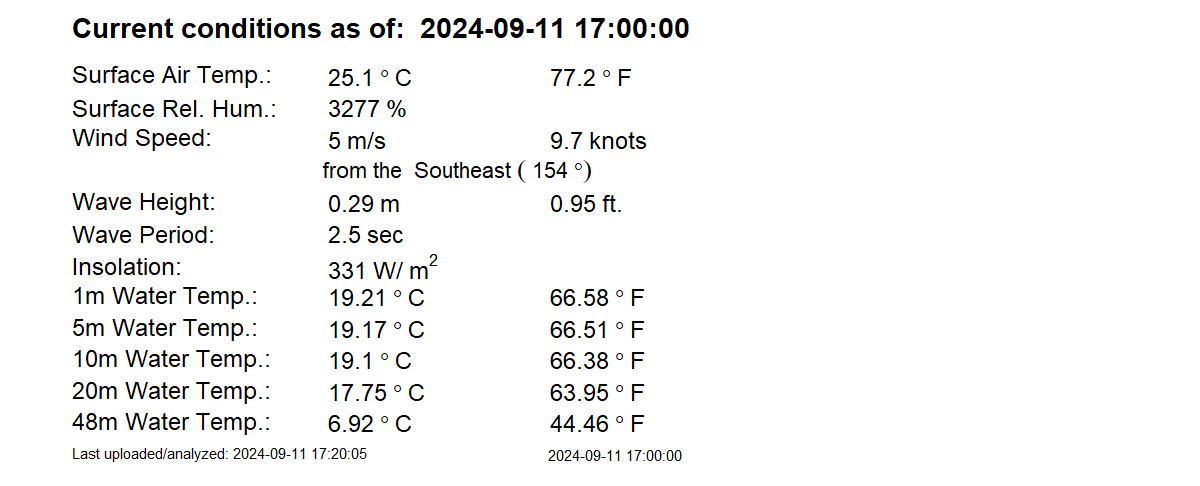 Current conditions as of: 2024-09-11 17:00:00
Surface Air Temp.: 25.1 ° C 77.2 ° F
Surface Rel. Hum.: 3277 %
Wind Speed: 5 m/s 9.7 knots
from the Southeast ( 154 °)
Wave Height: 0.29 m 0.95 ft.
Wave Period: 2.5 sec
Insolation: 331 W/ m²
1m Water Temp.: 19.21 ° C 66.58 ° F
5m Water Temp.: 19.17 ° C 66.51 ° F
10m Water Temp.: 19.1 ° C 66.38 ° F
20m Water Temp.: 17.75 ° C 63.95 ° F
48m Water Temp.: 6.92 ° C 44.46 ° F
Last uploaded/analyzed: 2024-09-11 17:20:05 2024-09-11 17:00:00